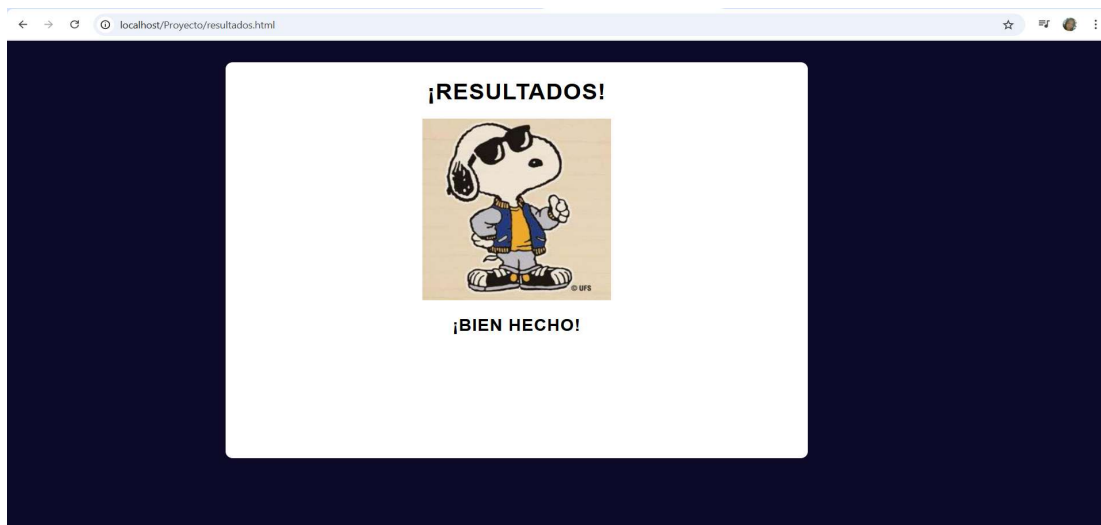 localhost/Proyecto/resultados.html
¡RESULTADOS!
© UFS
¡BIEN HECHO!